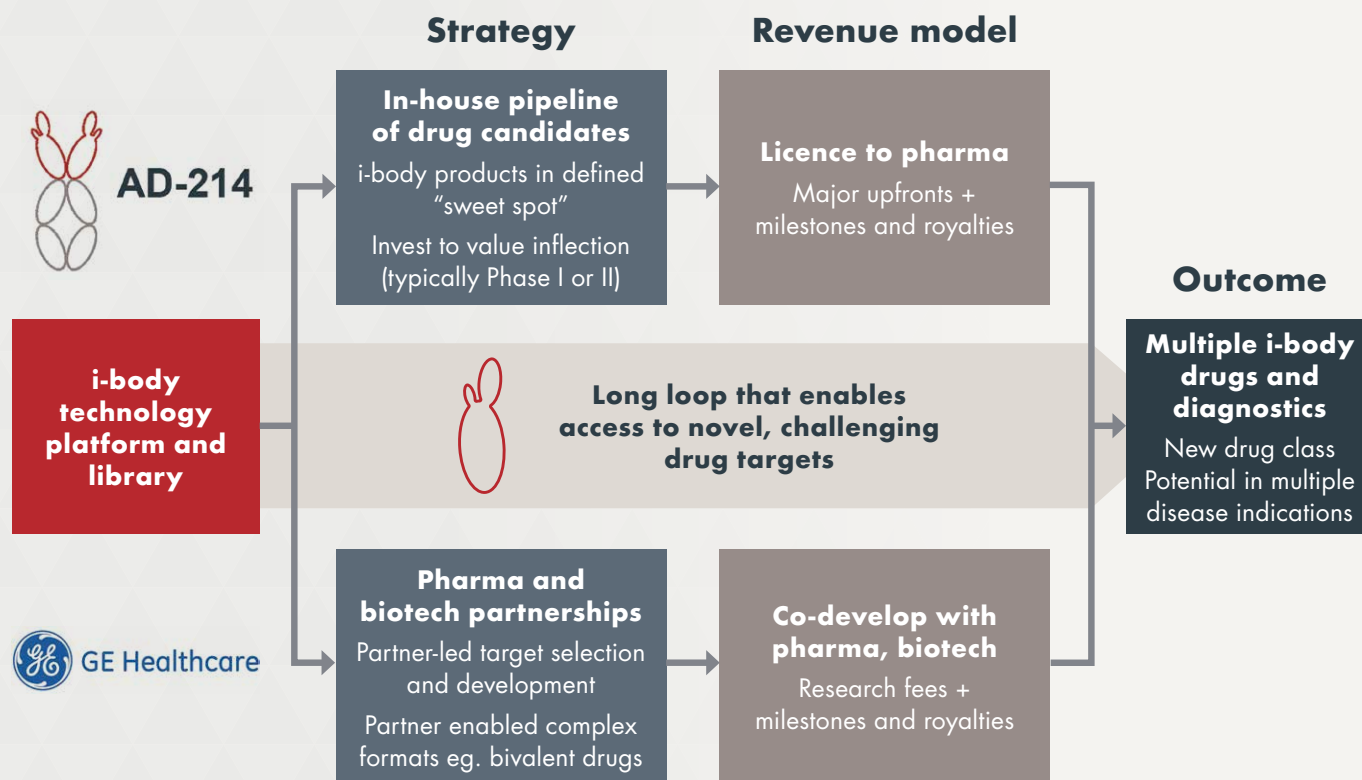 Strategy
Revenue model
AD-214
In-house pipeline
of drug candidates
i-body products in defined
“sweet spot”
Invest to value inflection
(typically Phase I or II)
Licence to pharma
Major upfronts +
milestones and royalties
Outcome
i-body
technology
platform and
library
Long loop that enables
access to novel, challenging
drug targets
Multiple i-body
drugs and
diagnostics
New drug class
Potential in multiple
disease indications
GE Healthcare
Pharma and
biotech partnerships
Partner-led target selection
and development
Partner enabled complex
formats eg. bivalent drugs
Co-develop with
pharma, biotech
Research fees +
milestones and royalties